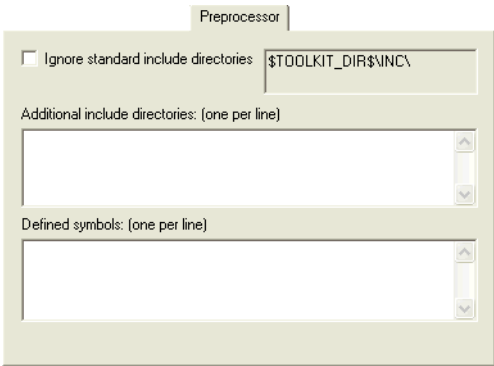 Preprocessor
Ignore standard include directories
$TOOLKIT_DIR$\INC\
Additional include directories: (one per line)
Defined symbols: (one per line)